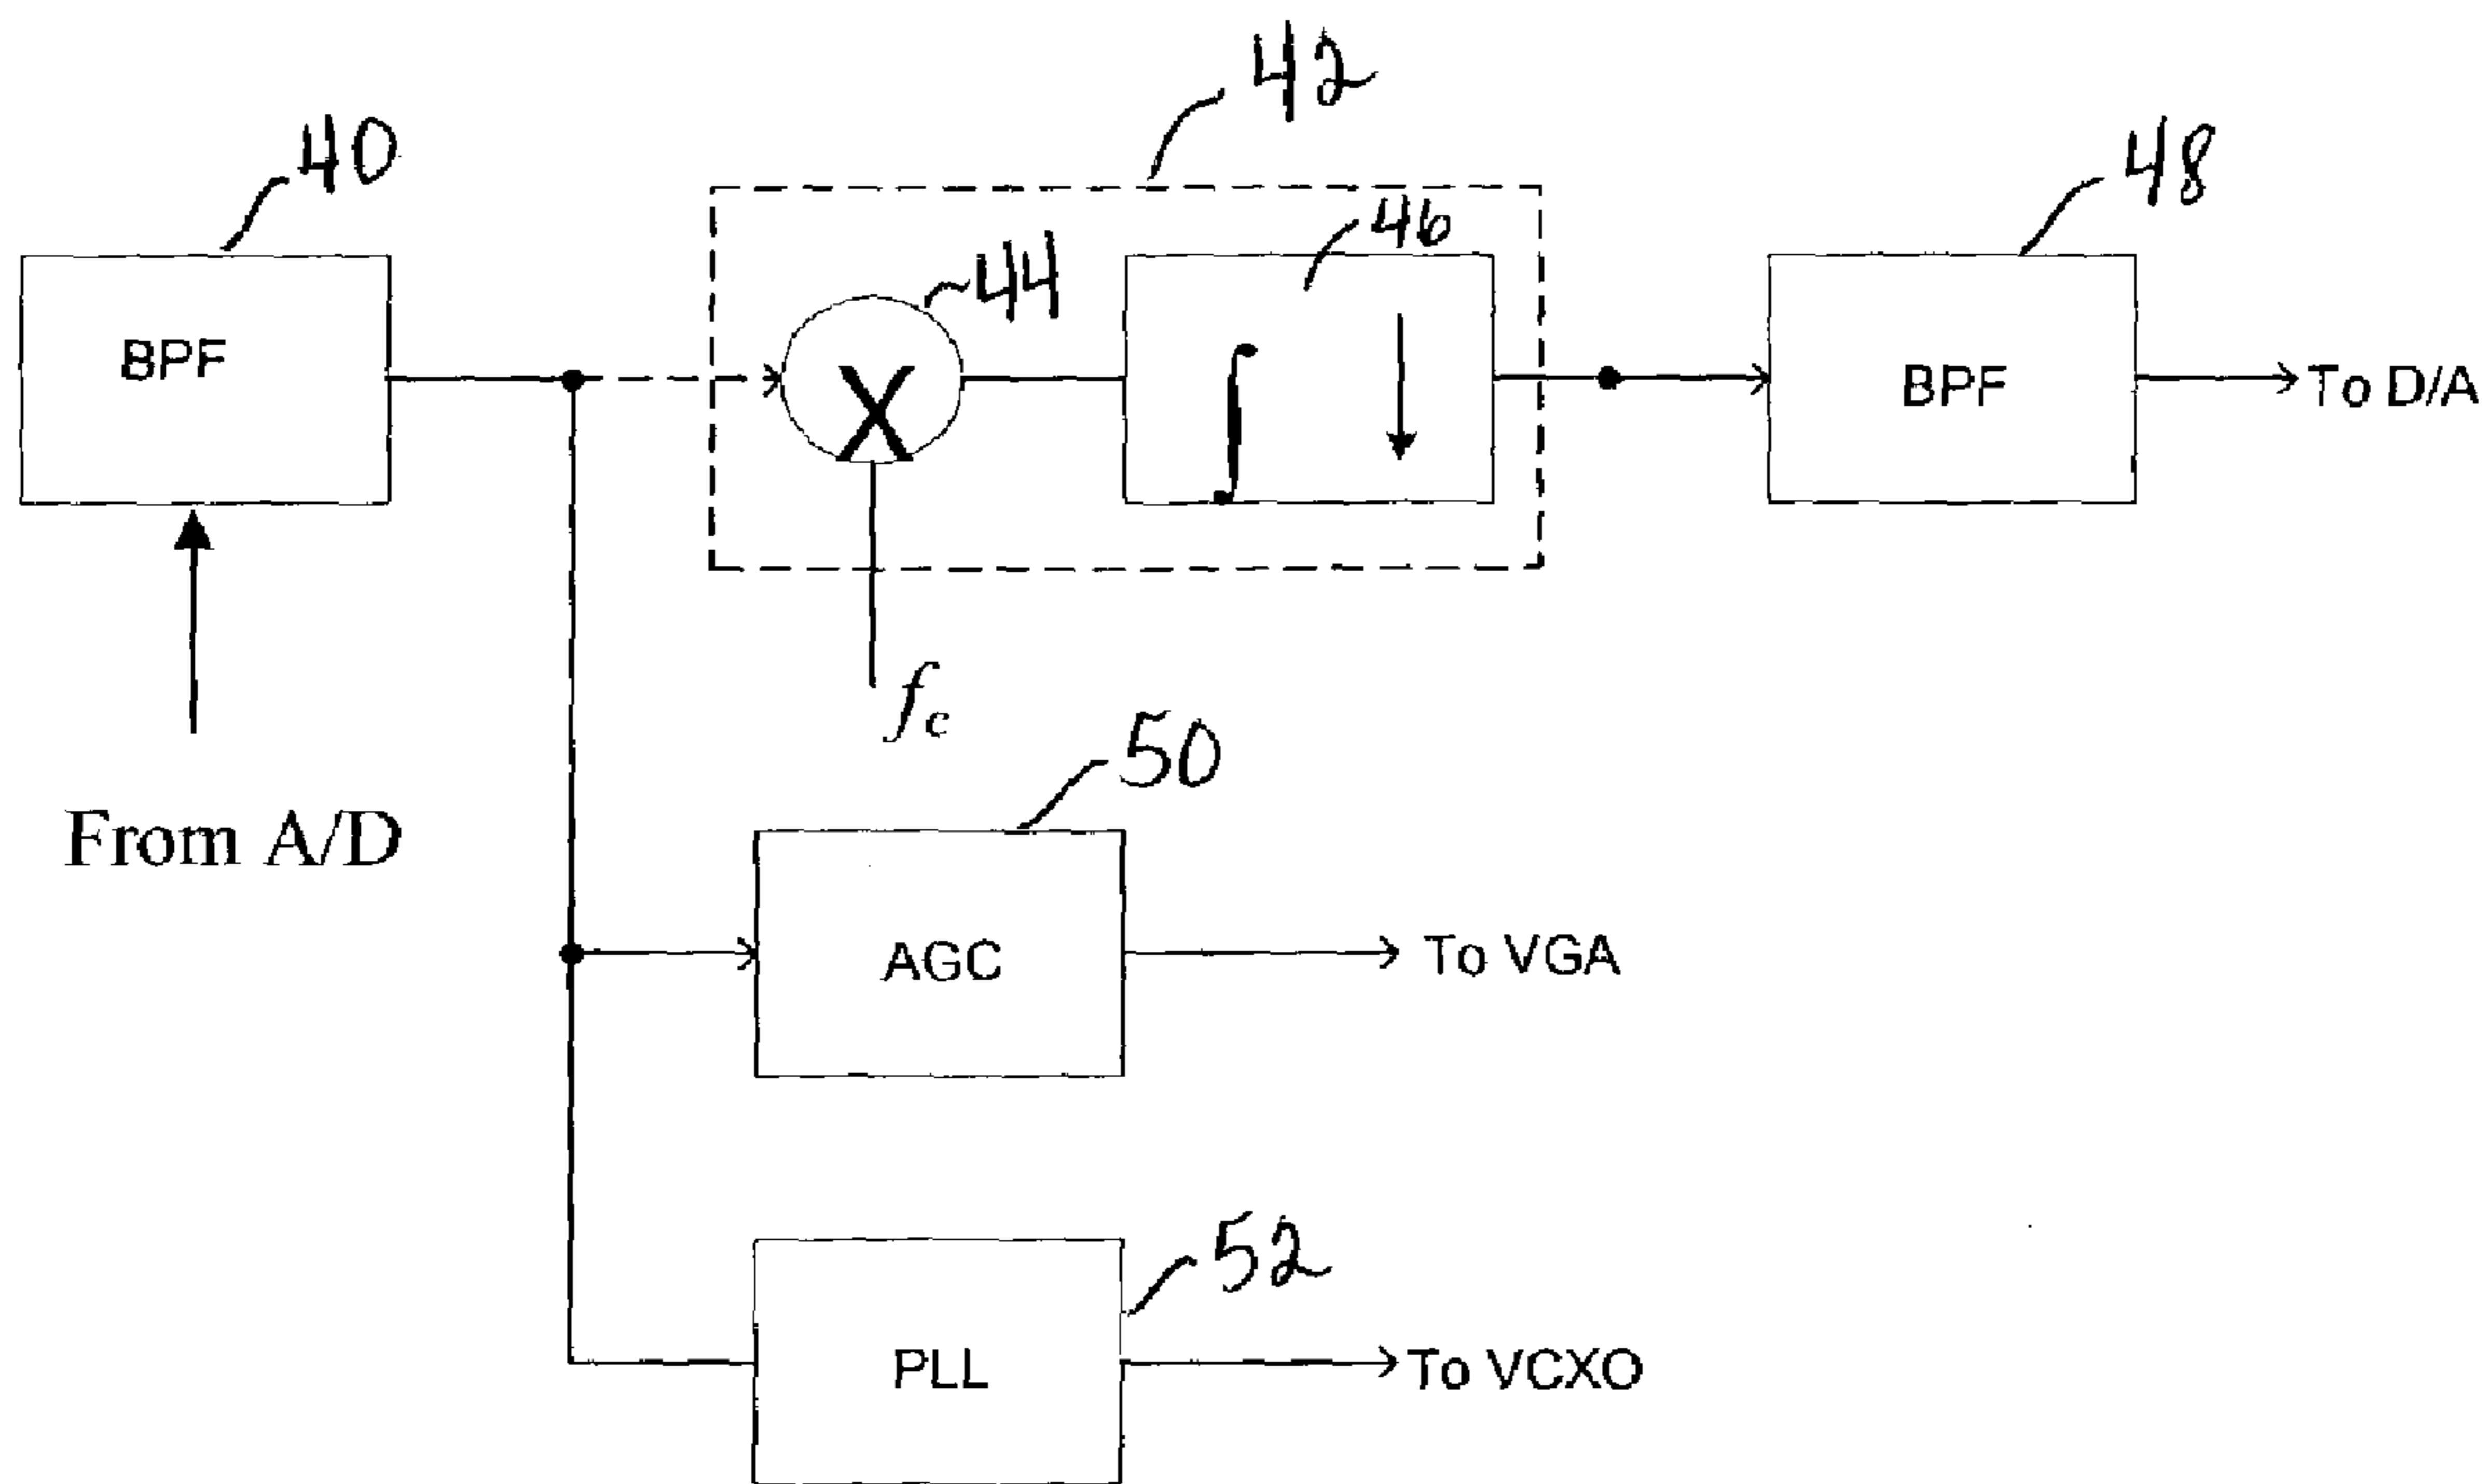 42
40
48
46
44
BPF
X
∫ ↓
BPF
To D/A
f_c
50
From A/D
AGC
To VGA
52
PLL
To VCXO